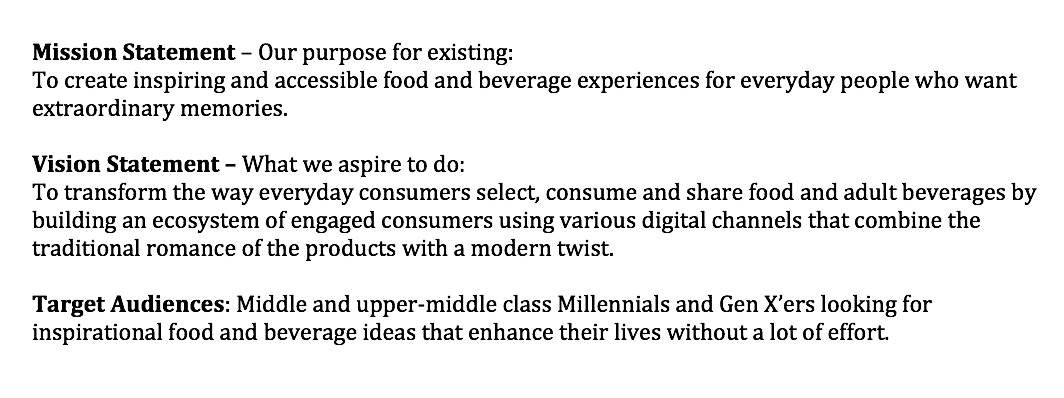 Mission Statement – Our purpose for existing:
To create inspiring and accessible food and beverage experiences for everyday people who want
extraordinary memories.
Vision Statement – What we aspire to do:
To transform the way everyday consumers select, consume and share food and adult beverages by
building an ecosystem of engaged consumers using various digital channels that combine the
traditional romance of the products with a modern twist.
Target Audiences: Middle and upper-middle class Millennials and Gen X’ers looking for
inspirational food and beverage ideas that enhance their lives without a lot of effort.